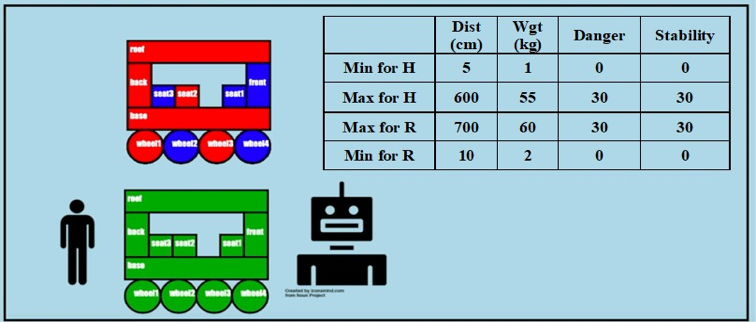 Dist (cm) Wgt (kg) Danger Stability
Min for H 5 1 0 0
Max for H 600 55 30 30
Max for R 700 60 30 30
Min for R 10 2 0 0
roof
back front
seat3 seat2 seat1
base
wheel1 wheel2 wheel3 wheel4
roof
back front
seat3 seat2 seat1
base
wheel1 wheel2 wheel3 wheel4
Created by iconsmind.com
from Noun Project